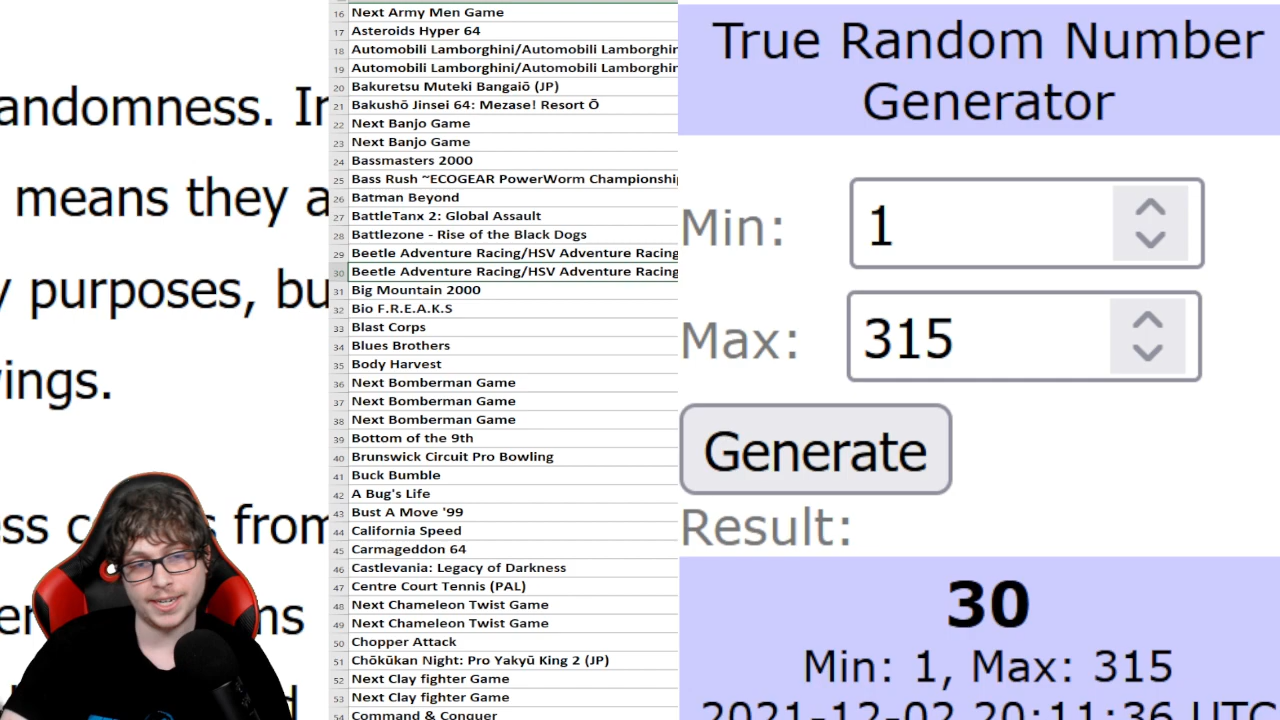 andomness. In
means they a
y purposes, bu
ings.
ess c s from
16 Next Army Men Game
17 Asteroids Hyper 64
18 Automobili Lamborghini/Automobili Lamborghin
19 Automobili Lamborghini/Automobili Lamborghin
20 Bakuretsu Muteki Bangaiō (JP)
21 Bakushō Jinsei 64: Mezase! Resort Ō
22 Next Banjo Game
23 Next Banjo Game
24 Bassmasters 2000
25 Bass Rush ~ECOGEAR PowerWorm Championship
26 Batman Beyond
27 BattleTanx 2: Global Assault
28 Battlezone - Rise of the Black Dogs
29 Beetle Adventure Racing/HSV Adventure Racing
30 Beetle Adventure Racing/HSV Adventure Racing
31 Big Mountain 2000
32 Bio F.R.E.A.K.S
33 Blast Corps
34 Blues Brothers
35 Body Harvest
36 Next Bomberman Game
37 Next Bomberman Game
38 Next Bomberman Game
39 Bottom of the 9th
40 Brunswick Circuit Pro Bowling
41 Buck Bumble
42 A Bug's Life
43 Bust A Move '99
44 California Speed
45 Carmageddon 64
46 Castlevania: Legacy of Darkness
47 Centre Court Tennis (PAL)
48 Next Chameleon Twist Game
49 Next Chameleon Twist Game
50 Chopper Attack
51 Chōkūkan Night: Pro Yakyū King 2 (JP)
52 Next Clay fighter Game
53 Next Clay fighter Game
54 Command & Conquer
True Random Number
Generator
Min: 1
Max: 315
Generate
Result:
30
Min: 1, Max: 315
2021-12-02 20:11:36 UTC